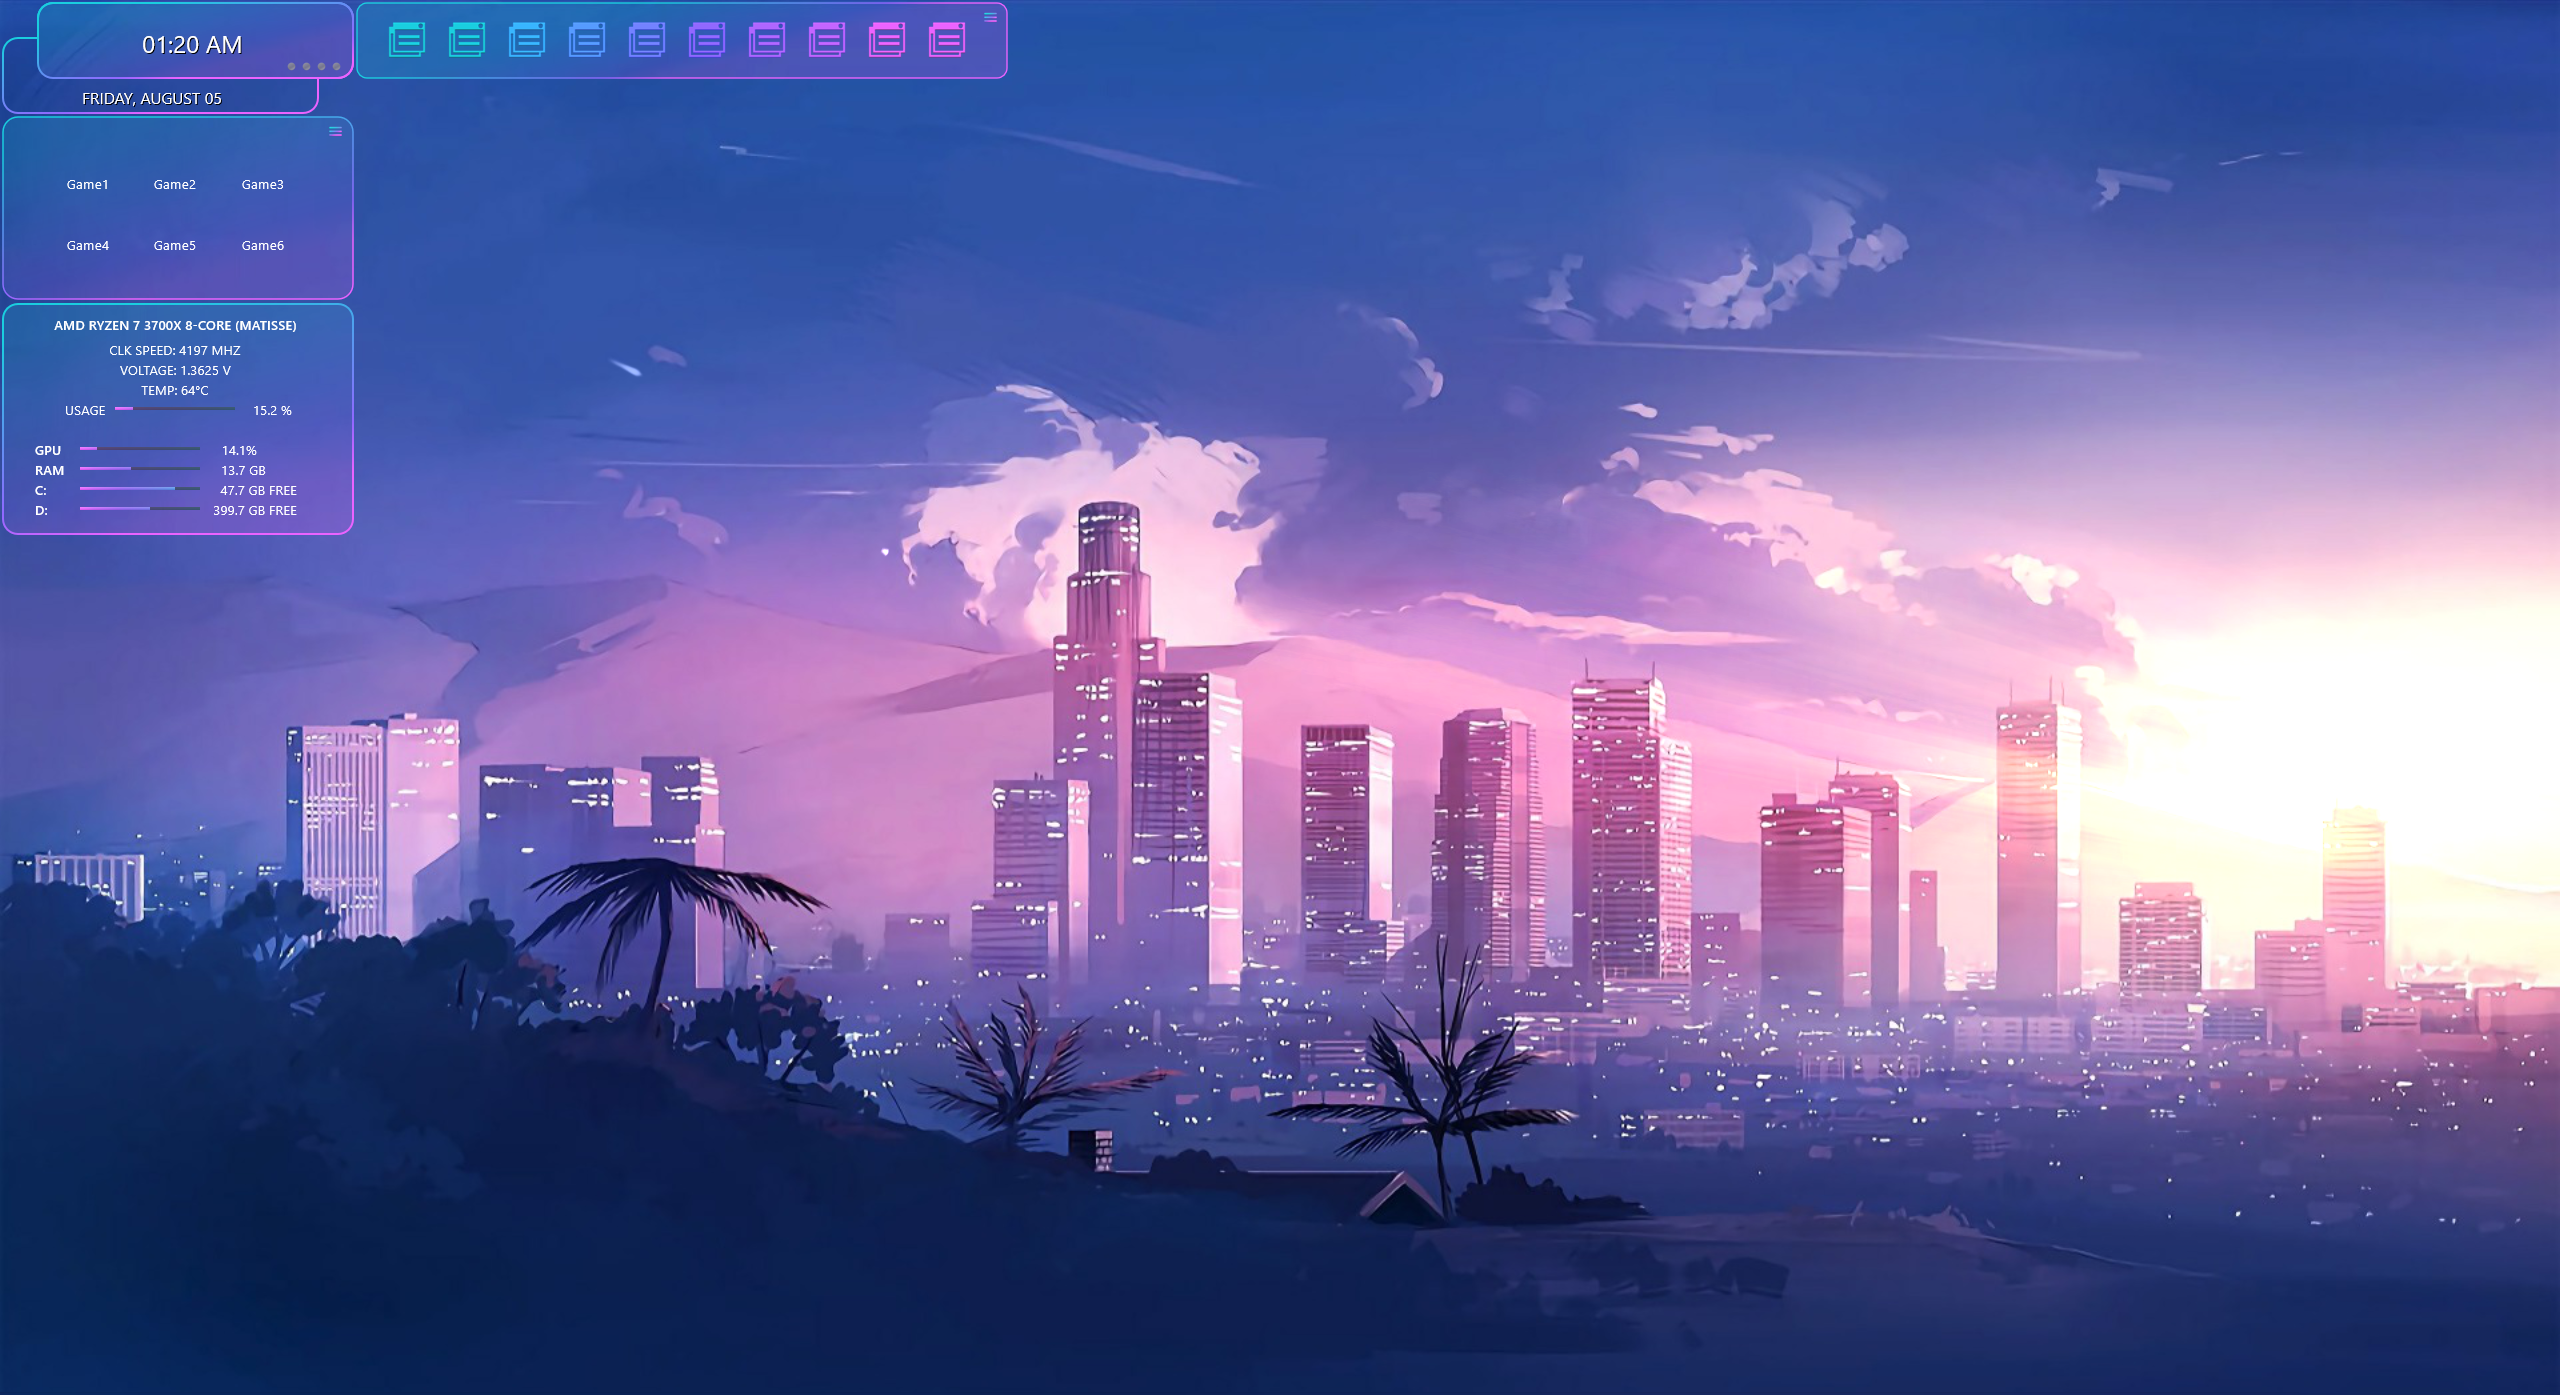 01:20 AM
FRIDAY, AUGUST 05
Game1 Game2 Game3
Game4 Game5 Game6
AMD RYZEN 7 3700X 8-CORE (MATISSE)
CLK SPEED: 4197 MHZ
VOLTAGE: 1.3625 V
TEMP: 64°C
USAGE 15.2 %
GPU 14.1%
RAM 13.7 GB
C: 47.7 GB FREE
D: 399.7 GB FREE